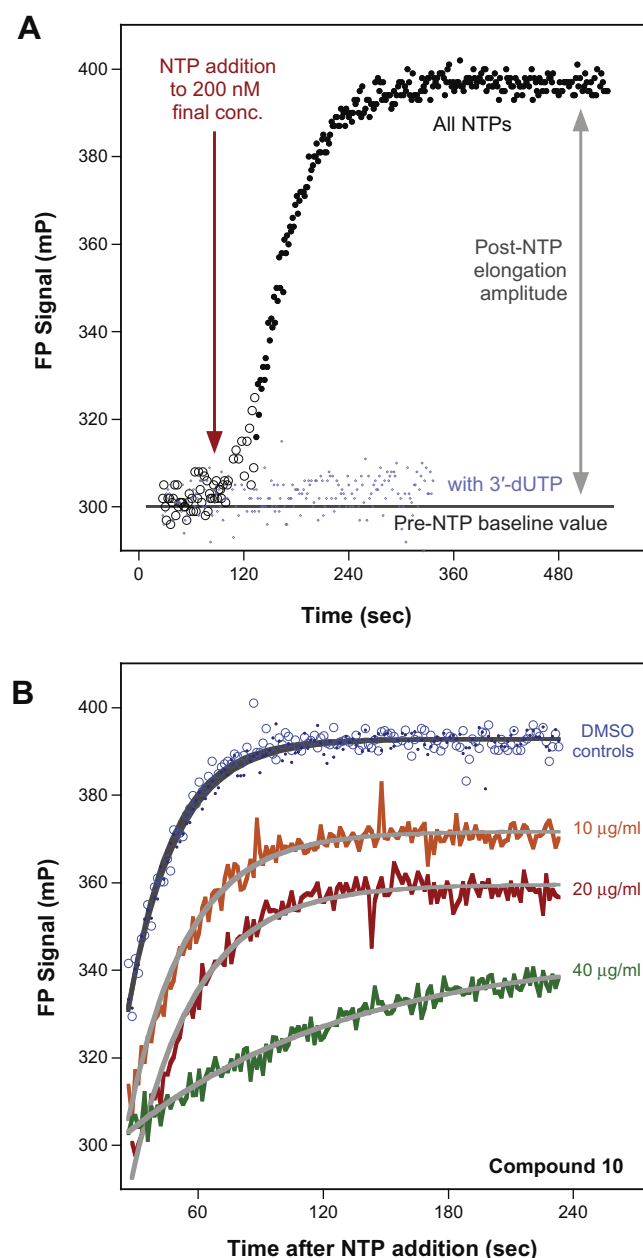 A
NTP addition
to 200 nM
final conc.
All NTPs
Post-NTP
elongation
amplitude
with 3′-dUTP
Pre-NTP baseline value
FP Signal (mP)
400
380
360
340
320
300
0
120
240
360
480
Time (sec)
B
DMSO
controls
10 μg/ml
20 μg/ml
40 μg/ml
Compound 10
FP Signal (mP)
400
380
360
340
320
300
60
120
180
240
Time after NTP addition (sec)